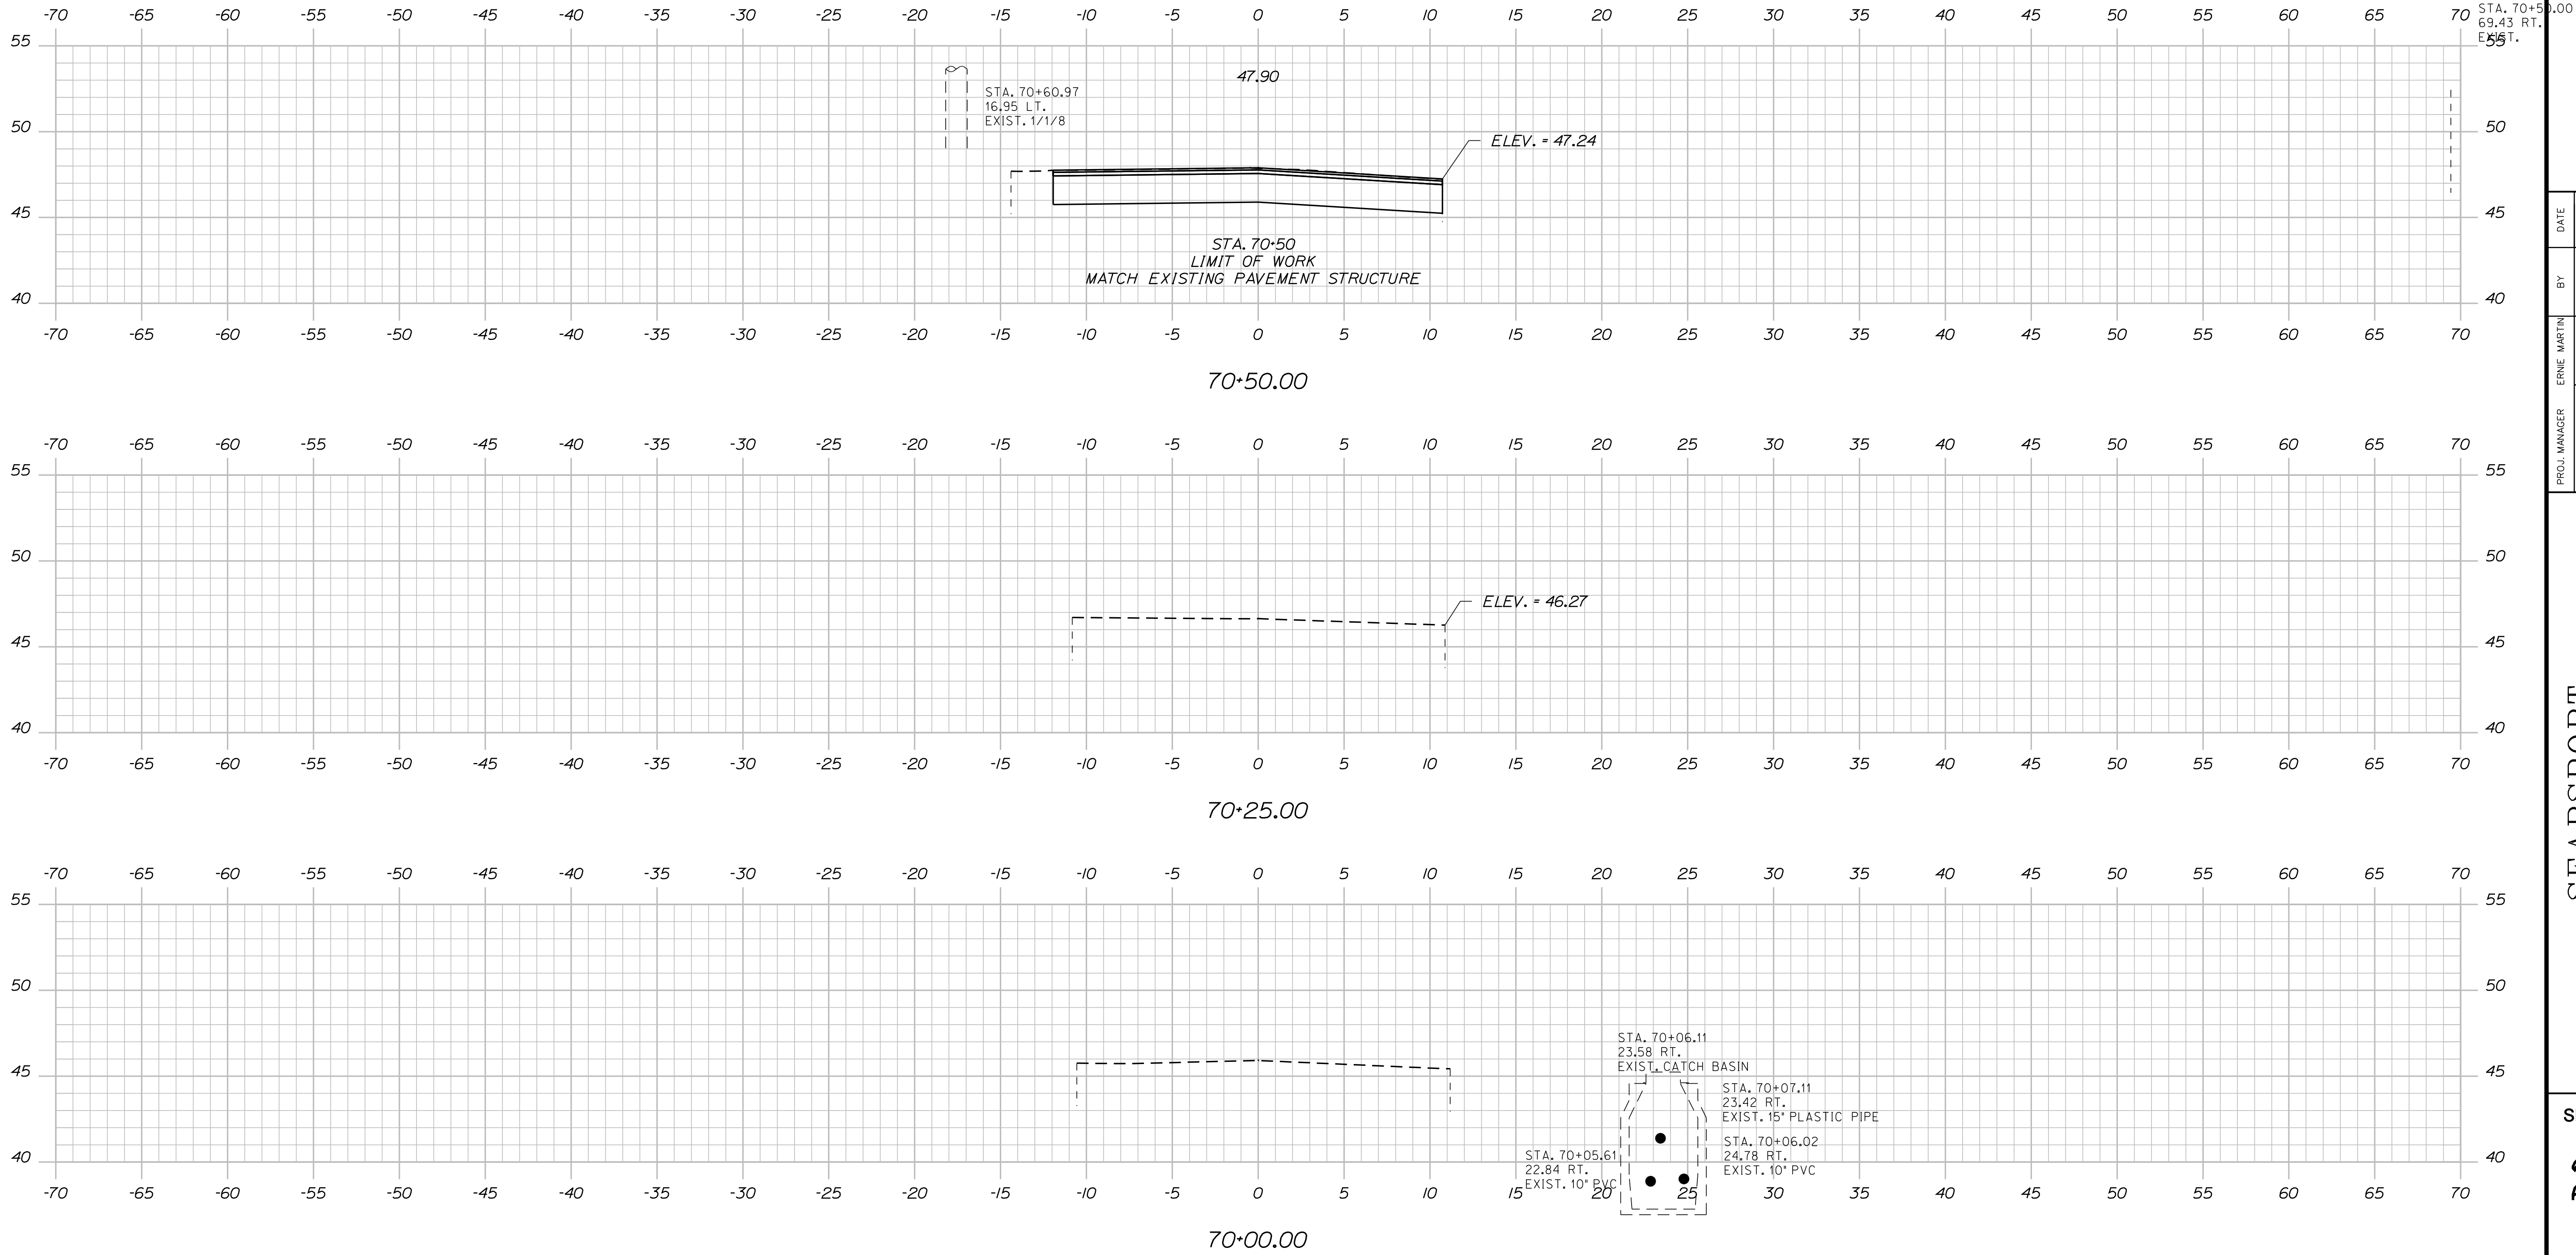 -70 -65 -60 -55 -50 -45 -40 -35 -30 -25 -20 -15 -10 -5 0 5 10 15 20 25 30 35 40 45 50 55 60 65 70
STA. 70+50.00
69.43 RT.
EXIST.
55 55
47.90
STA. 70+60.97
16.95 LT.
EXIST. 1/1/8
50 50
ELEV. = 47.24
45 45
STA. 70+50
LIMIT OF WORK
MATCH EXISTING PAVEMENT STRUCTURE
40 40
-70 -65 -60 -55 -50 -45 -40 -35 -30 -25 -20 -15 -10 -5 0 5 10 15 20 25 30 35 40 45 50 55 60 65 70
70+50.00
-70 -65 -60 -55 -50 -45 -40 -35 -30 -25 -20 -15 -10 -5 0 5 10 15 20 25 30 35 40 45 50 55 60 65 70
55 55
50 50
ELEV. = 46.27
45 45
40 40
-70 -65 -60 -55 -50 -45 -40 -35 -30 -25 -20 -15 -10 -5 0 5 10 15 20 25 30 35 40 45 50 55 60 65 70
70+25.00
-70 -65 -60 -55 -50 -45 -40 -35 -30 -25 -20 -15 -10 -5 0 5 10 15 20 25 30 35 40 45 50 55 60 65 70
55 55
50 50
STA. 70+06.11
23.58 RT.
EXIST. CATCH BASIN
45 45
STA. 70+07.11
23.42 RT.
EXIST. 15" PLASTIC PIPE
STA. 70+06.02
24.78 RT.
EXIST. 10" PVC
STA. 70+05.61
22.84 RT.
EXIST. 10" PVC
40 40
-70 -65 -60 -55 -50 -45 -40 -35 -30 -25 -20 -15 -10 -5 0 5 10 15 20 25 30 35 40 45 50 55 60 65 70
70+00.00
DATE
BY
PROJ. MANAGER ERNIE MARTIN